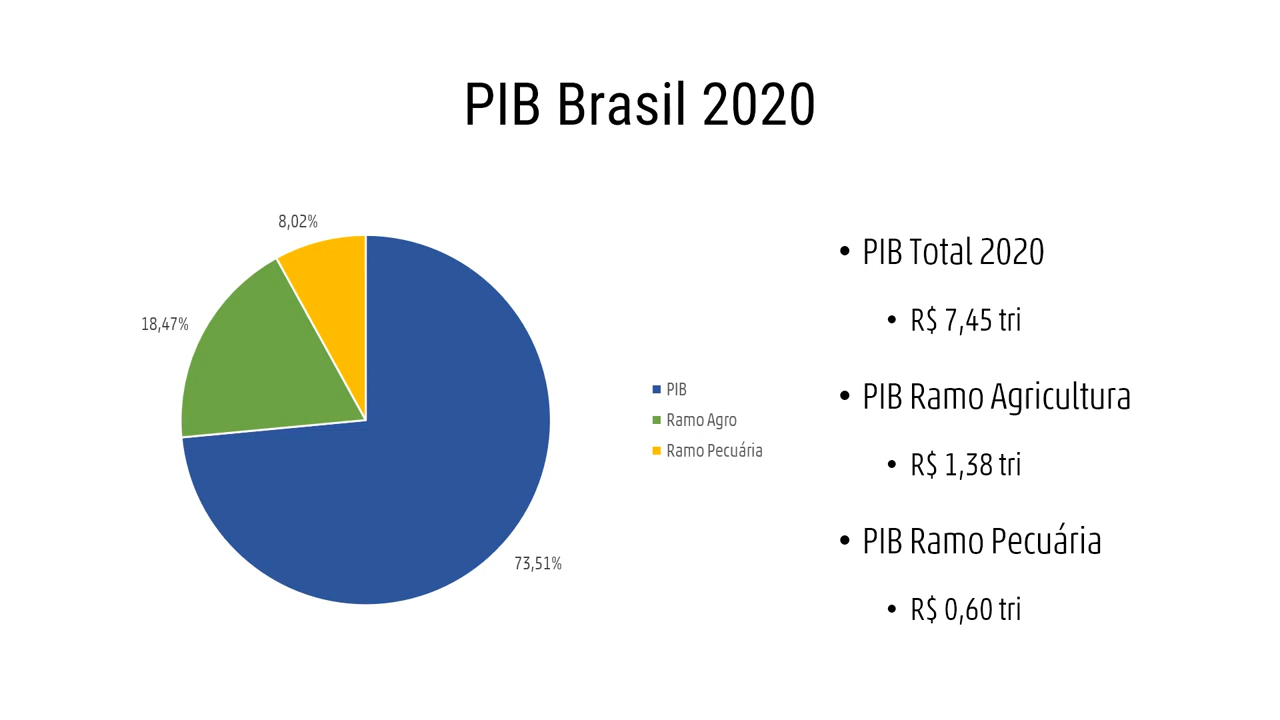 PIB Brasil 2020
8,02%
18,47%
73,51%
PIB
Ramo Agro
Ramo Pecuária
• PIB Total 2020
• R$ 7,45 tri
• PIB Ramo Agricultura
• R$ 1,38 tri
• PIB Ramo Pecuária
• R$ 0,60 tri